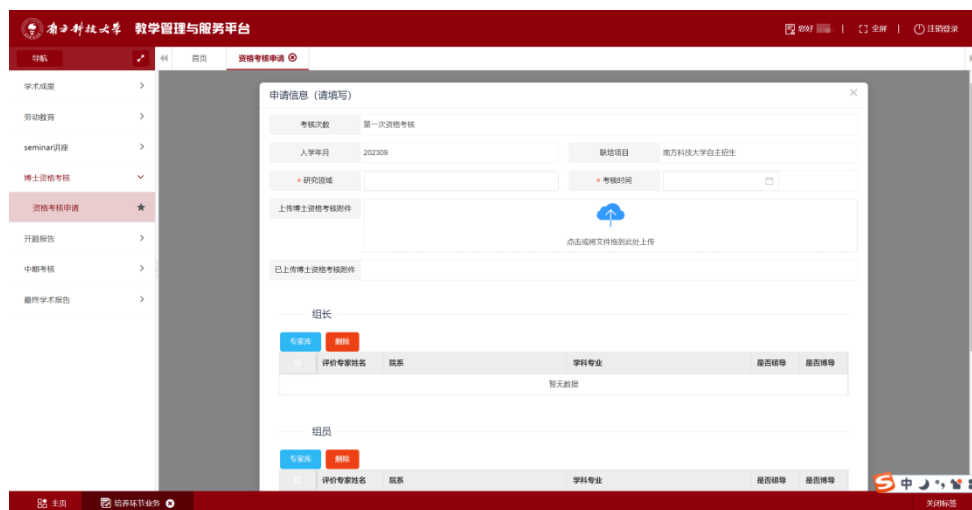 南方科技大学 教学管理与服务平台
您好 | 全屏 | 注销登录
导航 首页 资格考核申请
学术成果
劳动教育
seminar讲座
博士资格考核
资格考核申请
开题报告
中期考核
最终学术报告
申请信息（请填写）
考核次数 第一次资格考核
入学年月 202309 联培项目 南方科技大学自主招生
* 研究领域 * 考核时间
上传博士资格考核附件
点击或将文件拖到此处上传
已上传博士资格考核附件
组长
专家库 删除
评价专家姓名 院系 学科专业 是否硕导 是否博导
暂无数据
组员
专家库 删除
评价专家姓名 院系 学科专业 是否硕导 是否博导
中
主页 培养环节业务 关闭标签